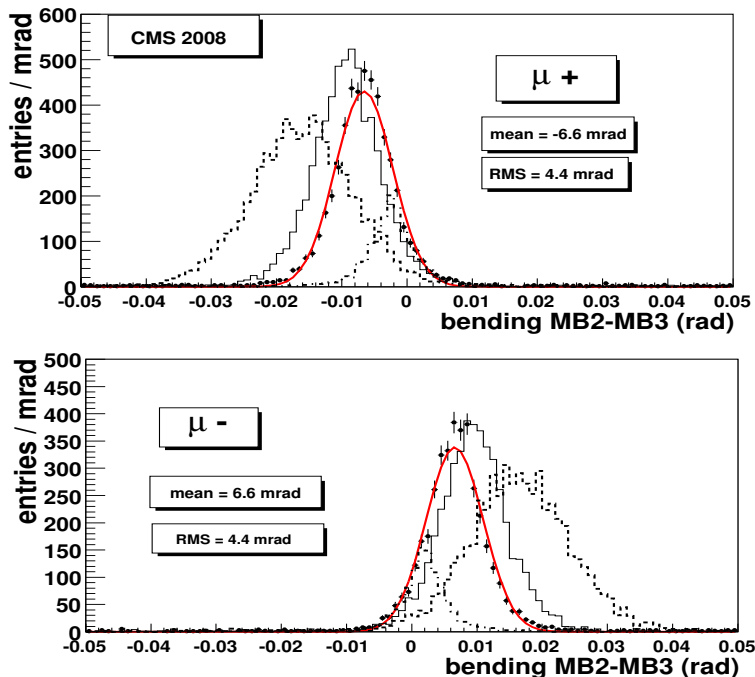 entries / mrad
600
500
400
300
200
100
0
CMS 2008
μ +
mean = -6.6 mrad
RMS = 4.4 mrad
-0.05 -0.04 -0.03 -0.02 -0.01 0 0.01 0.02 0.03 0.04 0.05
bending MB2-MB3 (rad)
entries / mrad
500
450
400
350
300
250
200
150
100
50
0
μ -
mean = 6.6 mrad
RMS = 4.4 mrad
-0.05 -0.04 -0.03 -0.02 -0.01 0 0.01 0.02 0.03 0.04 0.05
bending MB2-MB3 (rad)